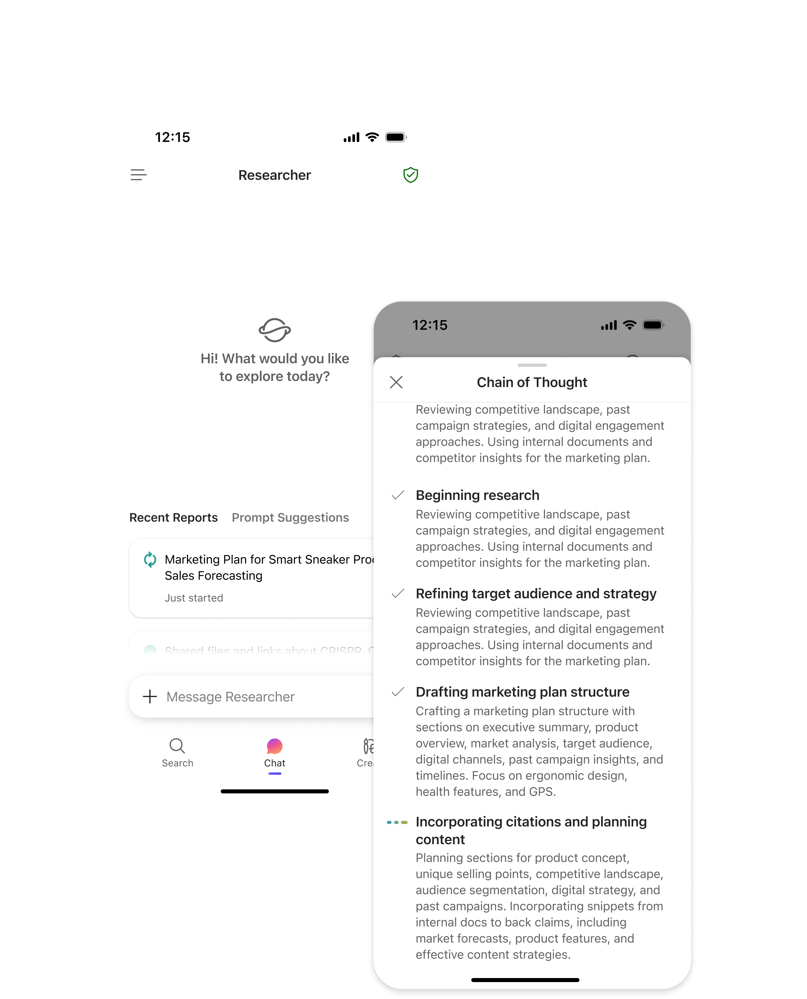 12:15
Researcher
Hi! What would you like
to explore today?
Recent Reports
Prompt Suggestions
Marketing Plan for Smart Sneaker
Sales Forecasting
Just started
Shared files and links about
Message Researcher
Search
Chat
12:15
Chain of Thought
Reviewing competitive landscape, past
campaign strategies, and digital engagement
approaches. Using internal documents and
competitor insights for the marketing plan.
Beginning research
Reviewing competitive landscape, past
campaign strategies, and digital engagement
approaches. Using internal documents and
competitor insights for the marketing plan.
Refining target audience and strategy
Reviewing competitive landscape, past
campaign strategies, and digital engagement
approaches. Using internal documents and
competitor insights for the marketing plan.
Drafting marketing plan structure
Crafting a marketing plan structure with
sections on executive summary, product
overview, market analysis, target audience,
digital channels, past campaign insights, and
timelines. Focus on ergonomic design,
health features, and GPS.
Incorporating citations and planning
content
Planning sections for product concept,
unique selling points, competitive landscape,
audience segmentation, digital strategy, and
past campaigns. Incorporating snippets from
internal docs to back claims, including
market forecasts, product features, and
effective content strategies.